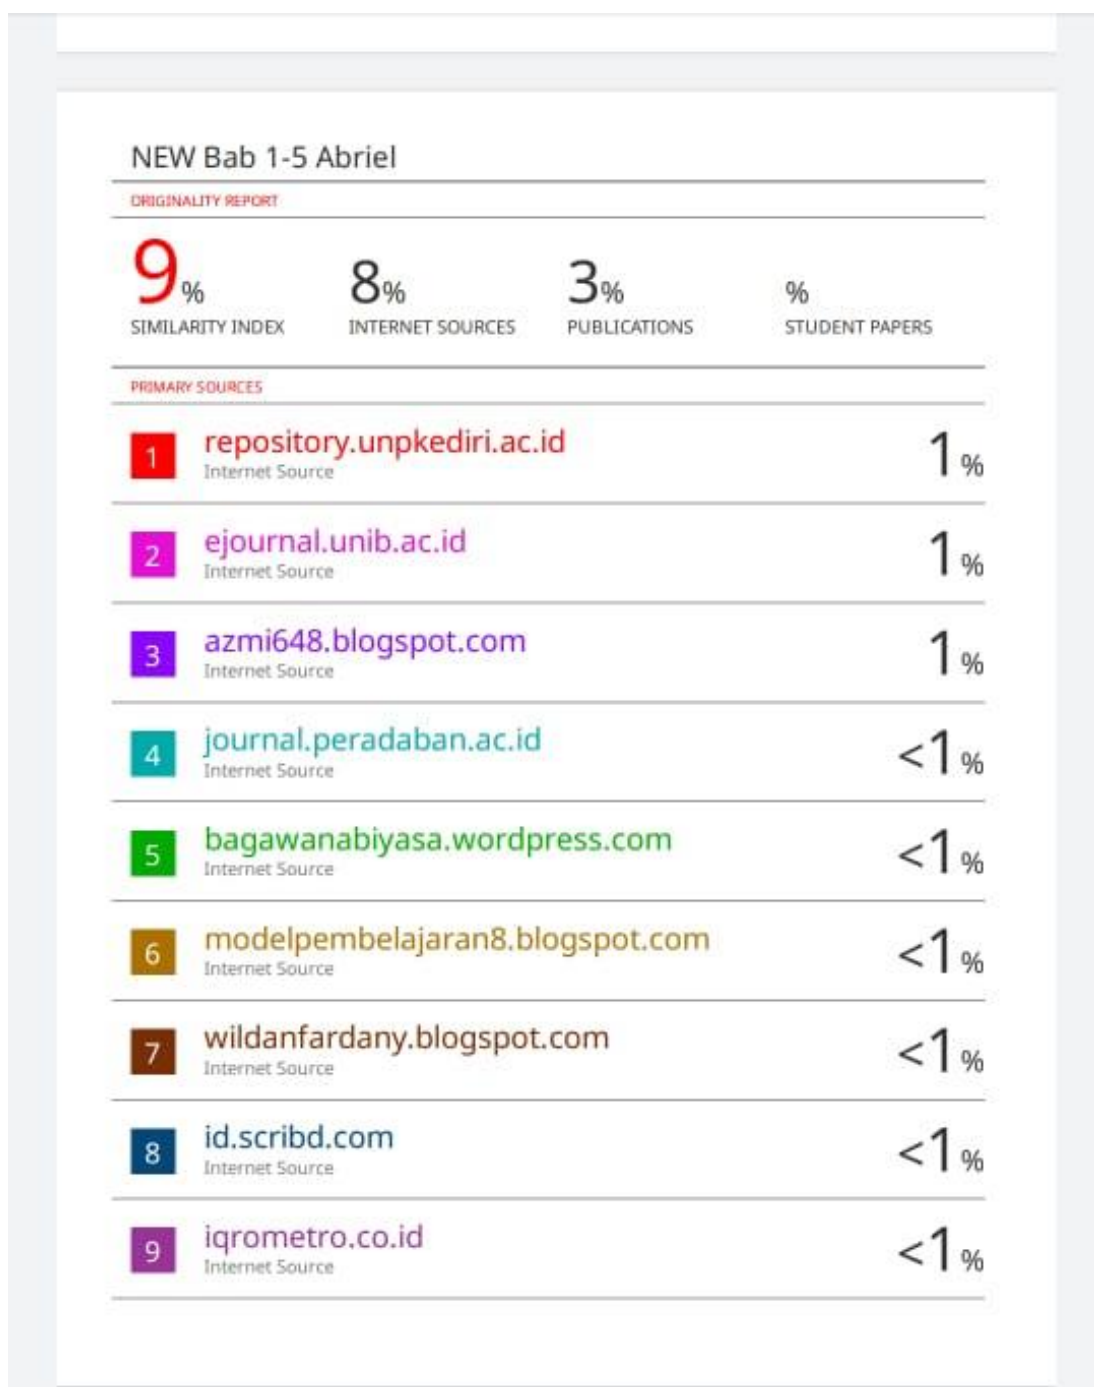 NEW Bab 1-5 Abriel
ORIGINALITY REPORT
9% 8% 3% %
SIMILARITY INDEX INTERNET SOURCES PUBLICATIONS STUDENT PAPERS
PRIMARY SOURCES
1 repository.unpkediri.ac.id 1%
Internet Source
2 ejournal.unib.ac.id 1%
Internet Source
3 azmi648.blogspot.com 1%
Internet Source
4 journal.peradaban.ac.id <1%
Internet Source
5 bagawanabiyasa.wordpress.com <1%
Internet Source
6 modelpembelajaran8.blogspot.com <1%
Internet Source
7 wildanfardany.blogspot.com <1%
Internet Source
8 id.scribd.com <1%
Internet Source
9 iqrometro.co.id <1%
Internet Source